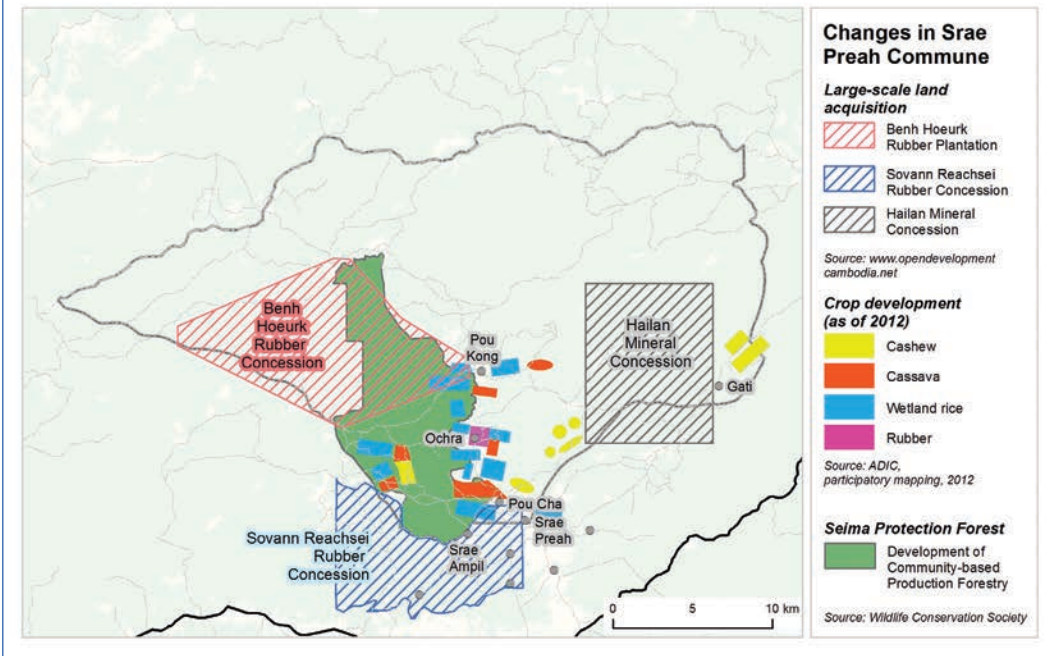 Benh
Hoeurk
Rubber
Concession
Pou
Kong
Hailan
Mineral
Concession
Gati
Ochra
Pou Cha
Srae
Preah
Srae
Ampil
Sovann Reachsei
Rubber
Concession
0 5 10 km
Changes in Srae
Preah Commune
Large-scale land
acquisition
Benh Hoeurk
Rubber Plantation
Sovann Reachsei
Rubber Concession
Hailan Mineral
Concession
Source: www.opendevelopment
cambodia.net
Crop development
(as of 2012)
Cashew
Cassava
Wetland rice
Rubber
Source: ADIC,
participatory mapping, 2012
Seima Protection Forest
Development of
Community-based
Production Forestry
Source: Wildlife Conservation Society